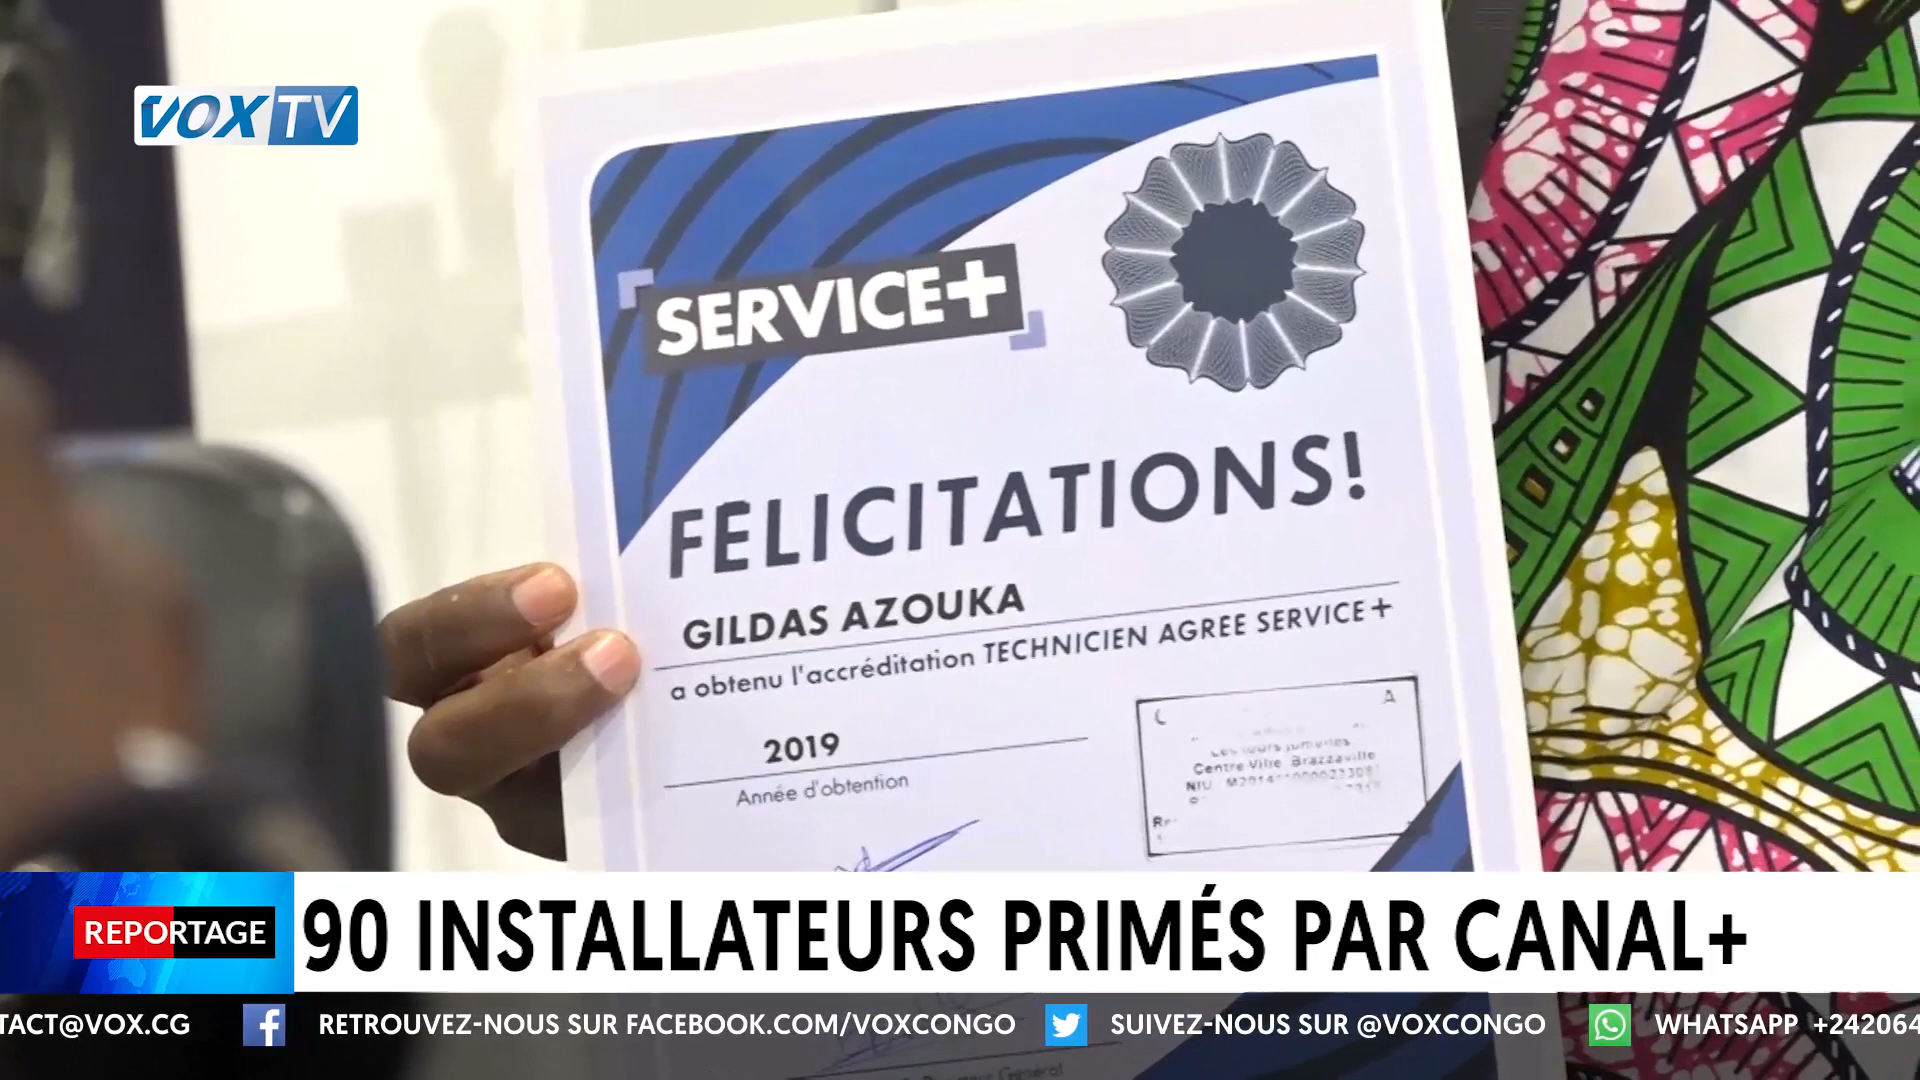 VOX TV
SERVICE+
FELICITATIONS!
GILDAS AZOUKA
a obtenu l'accréditation TECHNICIEN AGREE SERVICE+
2019
Année d'obtention
Centre Ville Brazzaville
NIU
REPORTAGE
90 INSTALLATEURS PRIMÉS PAR CANAL+
TACT@VOX.CG RETROUVEZ-NOUS SUR FACEBOOK.COM/VOXCONGO SUIVEZ-NOUS SUR @VOXCONGO WHATSAPP +242064
Général